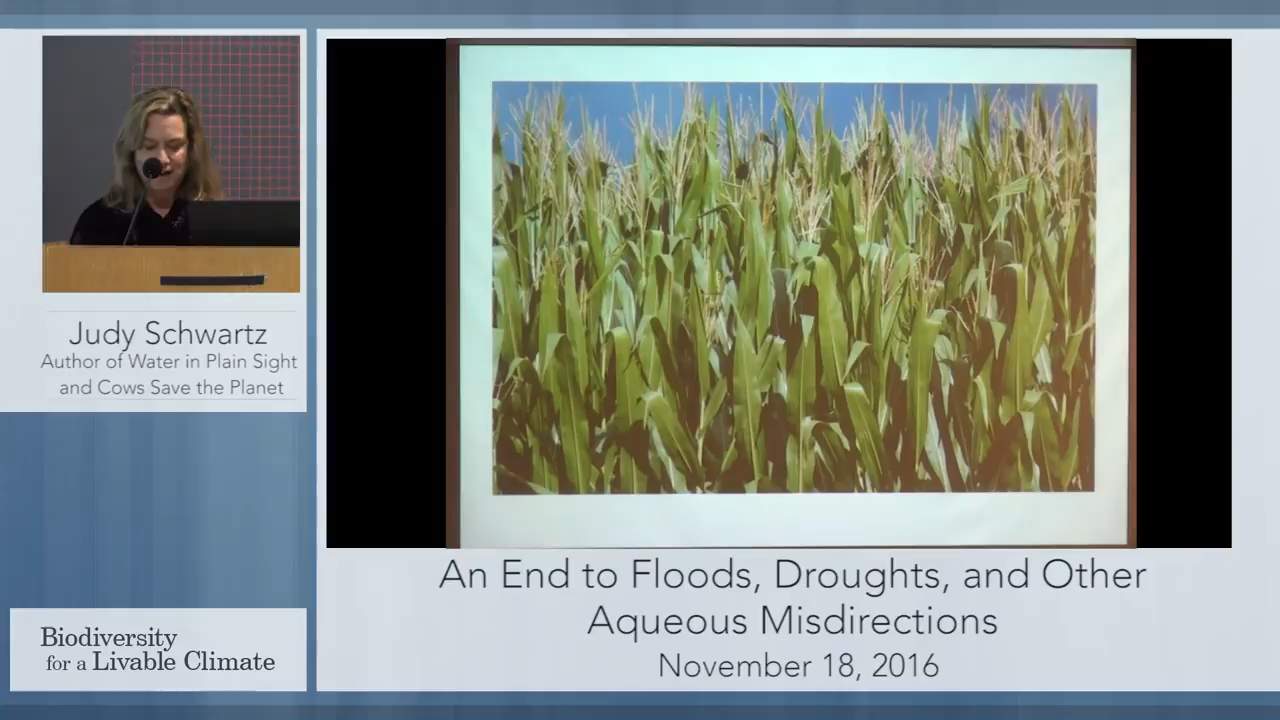 Judy Schwartz
Author of Water in Plain Sight
and Cows Save the Planet
Biodiversity
for a Livable Climate
An End to Floods, Droughts, and Other
Aqueous Misdirections
November 18, 2016